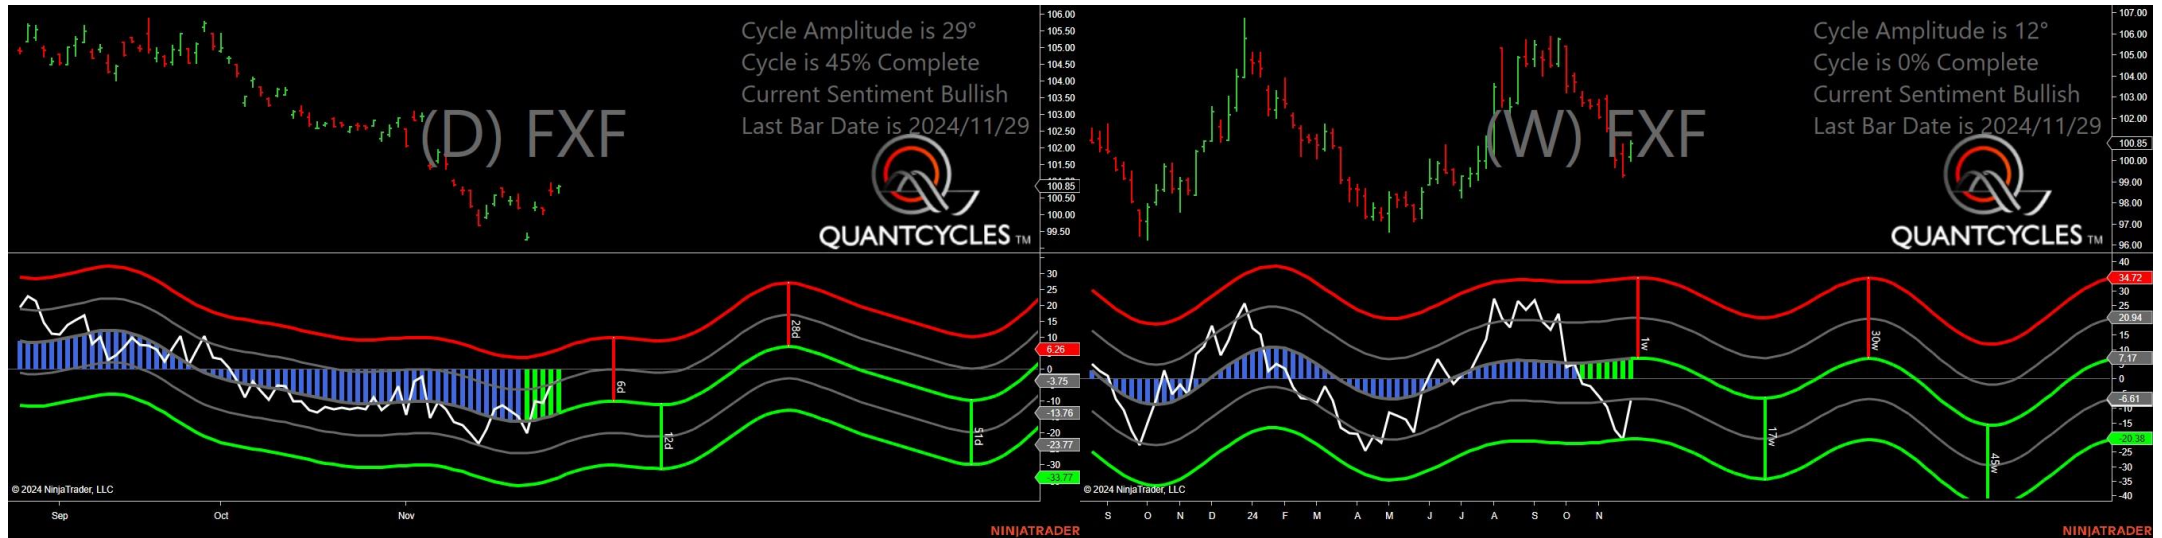 Cycle Amplitude is 29°
Cycle is 45% Complete
Current Sentiment Bullish
Last Bar Date is 2024/11/29
(D) FXF
QUANTCYCLES TM
106.00
105.50
105.00
104.50
104.00
103.50
103.00
102.50
102.00
101.50
100.85
100.50
100.00
99.50
30
25
20
15
10
6.26
0
-3.75
-10
-13.76
-20
-23.77
-30
-33.77
6d
12d
28d
51d
© 2024 NinjaTrader, LLC
Sep
Oct
Nov
NINJATRADER
Cycle Amplitude is 12°
Cycle is 0% Complete
Current Sentiment Bullish
Last Bar Date is 2024/11/29
(W) FXF
QUANTCYCLES TM
107.00
106.00
105.00
104.00
103.00
102.00
100.85
100.00
99.00
98.00
97.00
96.00
40
34.72
30
25
20.94
15
10
7.17
0
-6.61
-10
-15
-20.38
-25
-30
-35
-40
1w
17w
30w
45w
© 2024 NinjaTrader, LLC
S
O
N
D
24
F
M
A
M
J
J
A
S
O
N
NINJATRADER